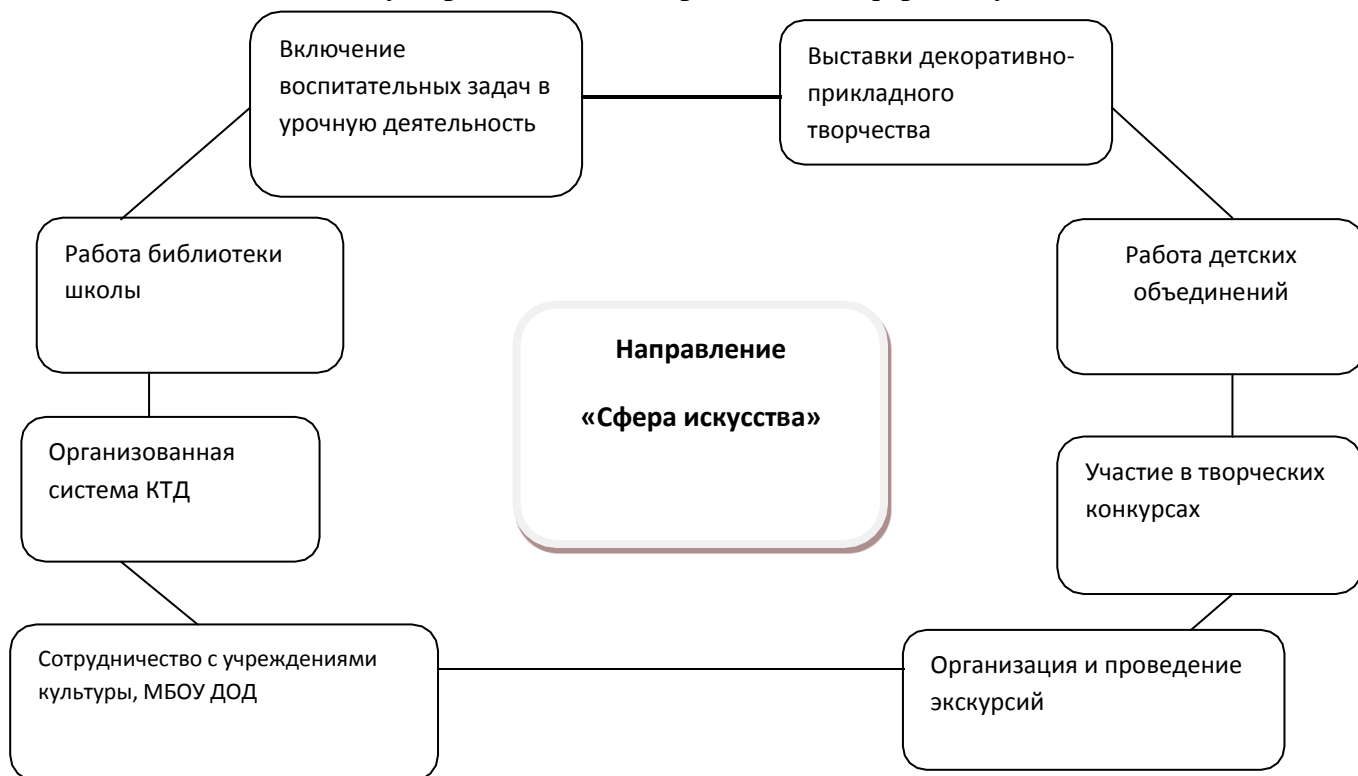 Включение
воспитательных задач в
урочную деятельность
Выставки декоративно-
прикладного
творчества
Работа библиотеки
школы
Работа детских
объединений
Направление
«Сфера искусства»
Организованная
система КТД
Участие в творческих
конкурсах
Сотрудничество с учреждениями
культуры, МБОУ ДОД
Организация и проведение
экскурсий